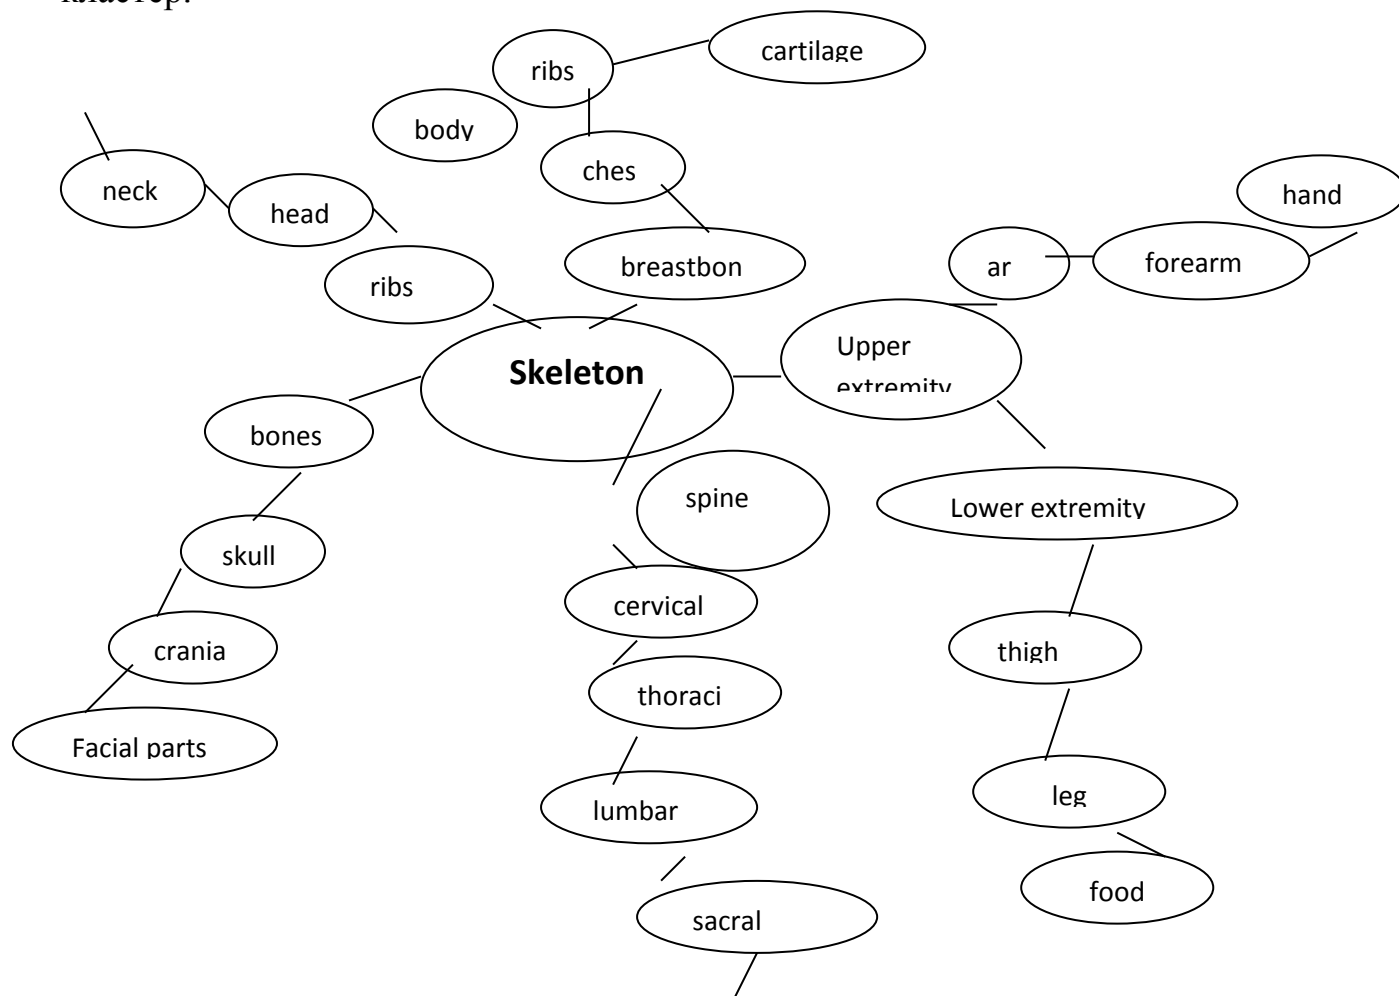 кластер.
ribs
cartilage
body
ches
neck
head
hand
ar
forearm
breastbon
ribs
Upper
extremity
Skeleton
bones
spine
Lower extremity
skull
cervical
crania
thigh
thoraci
Facial parts
leg
lumbar
food
sacral